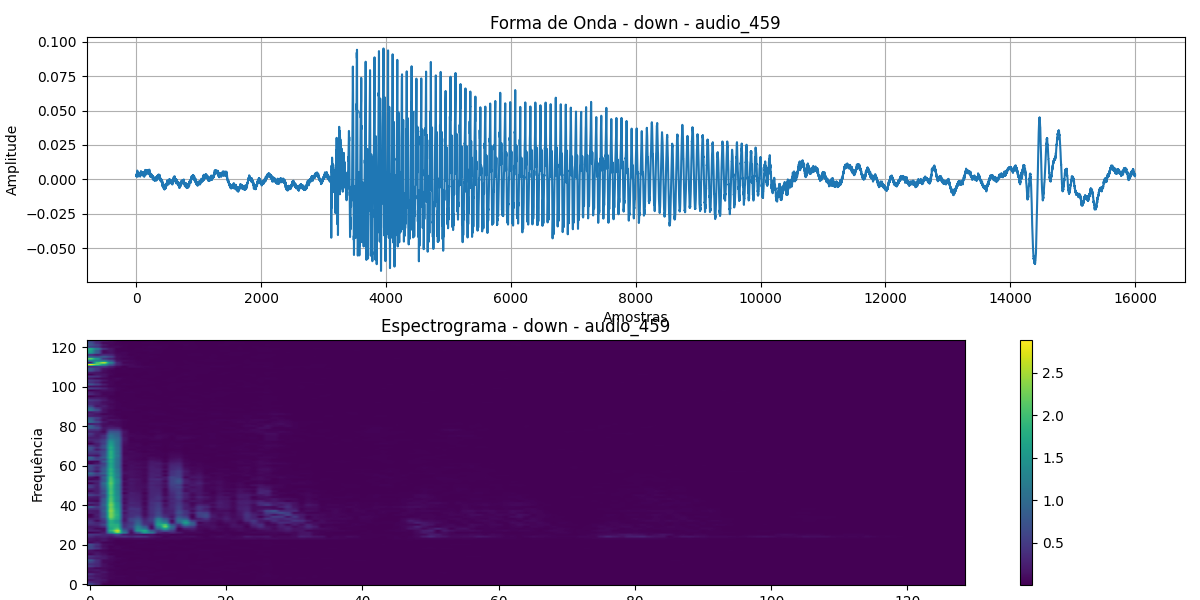 Forma de Onda - down - audio_459
0.100
0.075
0.050
0.025
0.000
−0.025
−0.050
Amplitude
0 2000 4000 6000 8000 10000 12000 14000 16000
Amostras
Espectrograma - down - audio_459
120
100
80
60
40
20
0
Frequência
0 20 40 60 80 100 120
2.5
2.0
1.5
1.0
0.5